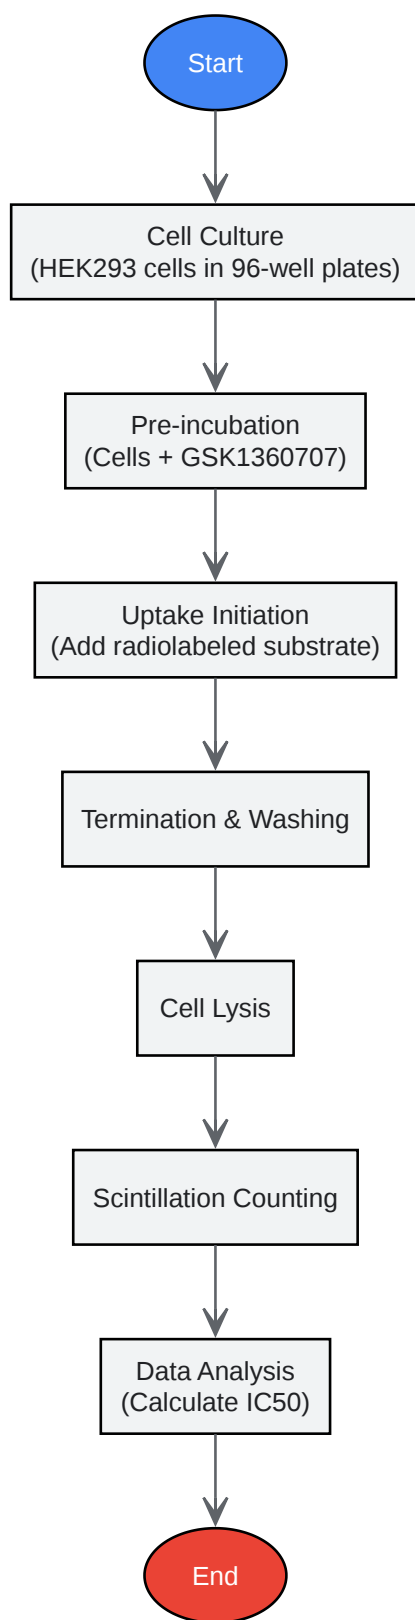 Start
Cell Culture
(HEK293 cells in 96-well plates)
Pre-incubation
(Cells + GSK1360707)
Uptake Initiation
(Add radiolabeled substrate)
Termination & Washing
Cell Lysis
Scintillation Counting
Data Analysis
(Calculate IC50)
End